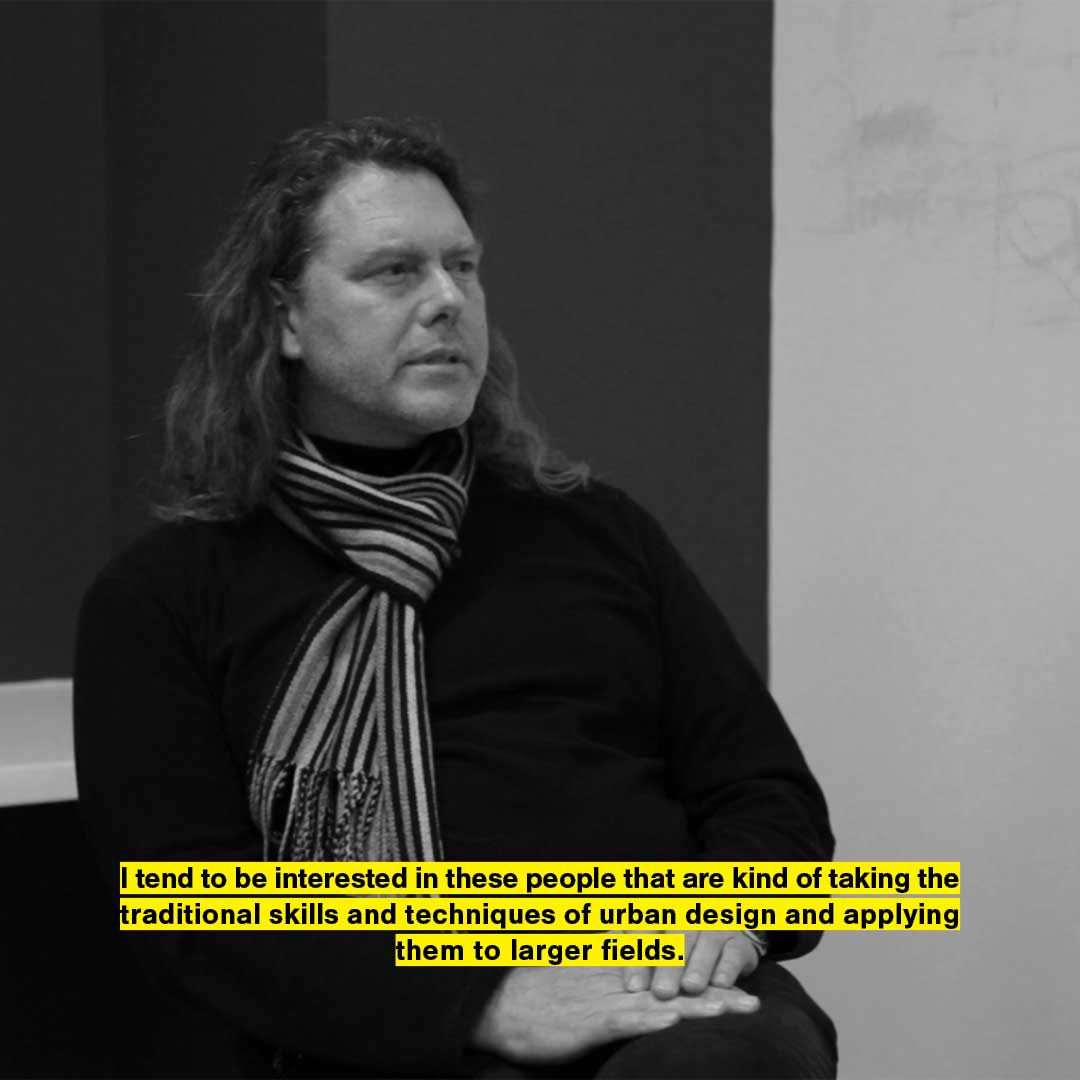 I tend to be interested in these people that are kind of taking the
traditional skills and techniques of urban design and applying
them to larger fields.